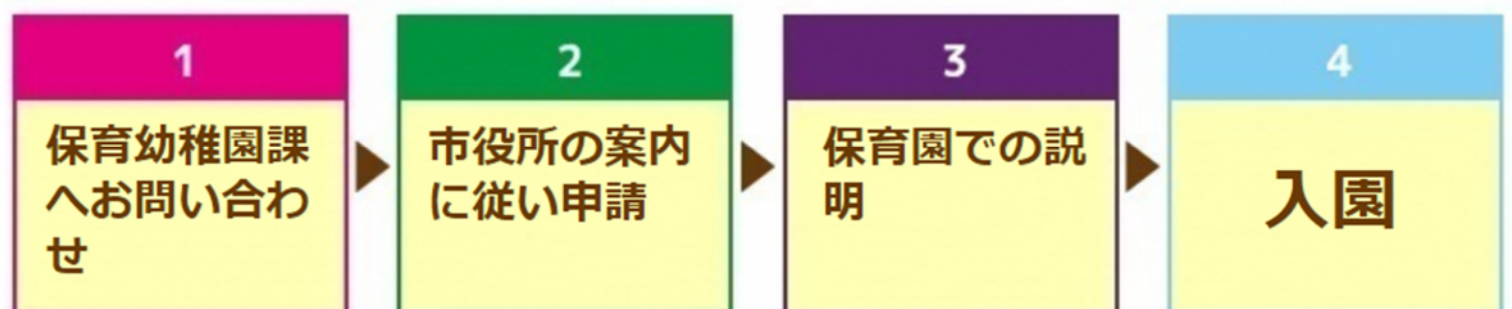 1
保育幼稚園課
へお問い合わ
せ
2
市役所の案内
に従い申請
3
保育園での説
明
4
入園